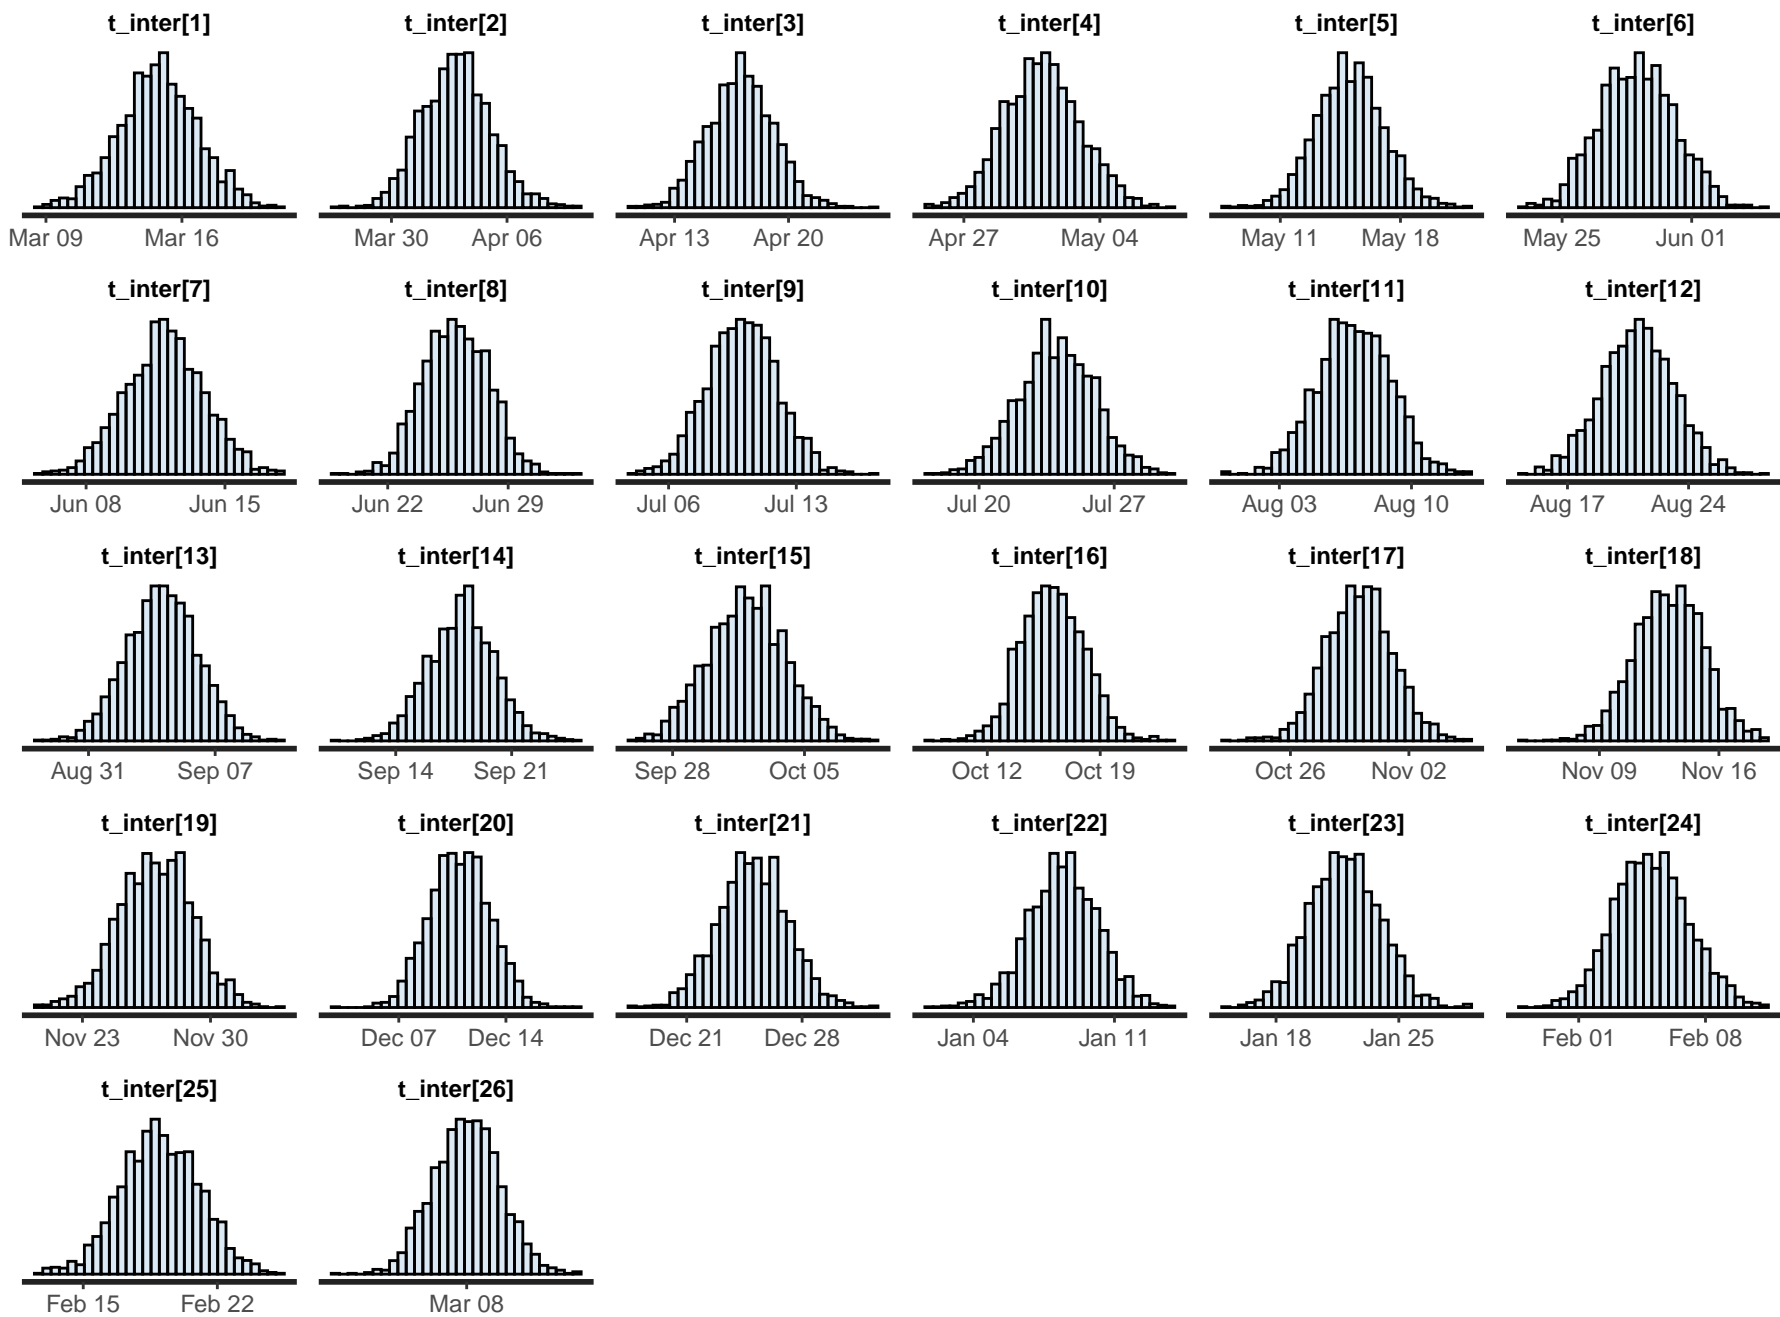 t_inter[1] t_inter[2] t_inter[3] t_inter[4] t_inter[5] t_inter[6]
Mar 09 Mar 16 Mar 30 Apr 06 Apr 13 Apr 20 Apr 27 May 04 May 11 May 18 May 25 Jun 01
t_inter[7] t_inter[8] t_inter[9] t_inter[10] t_inter[11] t_inter[12]
Jun 08 Jun 15 Jun 22 Jun 29 Jul 06 Jul 13 Jul 20 Jul 27 Aug 03 Aug 10 Aug 17 Aug 24
t_inter[13] t_inter[14] t_inter[15] t_inter[16] t_inter[17] t_inter[18]
Aug 31 Sep 07 Sep 14 Sep 21 Sep 28 Oct 05 Oct 12 Oct 19 Oct 26 Nov 02 Nov 09 Nov 16
t_inter[19] t_inter[20] t_inter[21] t_inter[22] t_inter[23] t_inter[24]
Nov 23 Nov 30 Dec 07 Dec 14 Dec 21 Dec 28 Jan 04 Jan 11 Jan 18 Jan 25 Feb 01 Feb 08
t_inter[25] t_inter[26]
Feb 15 Feb 22 Mar 08